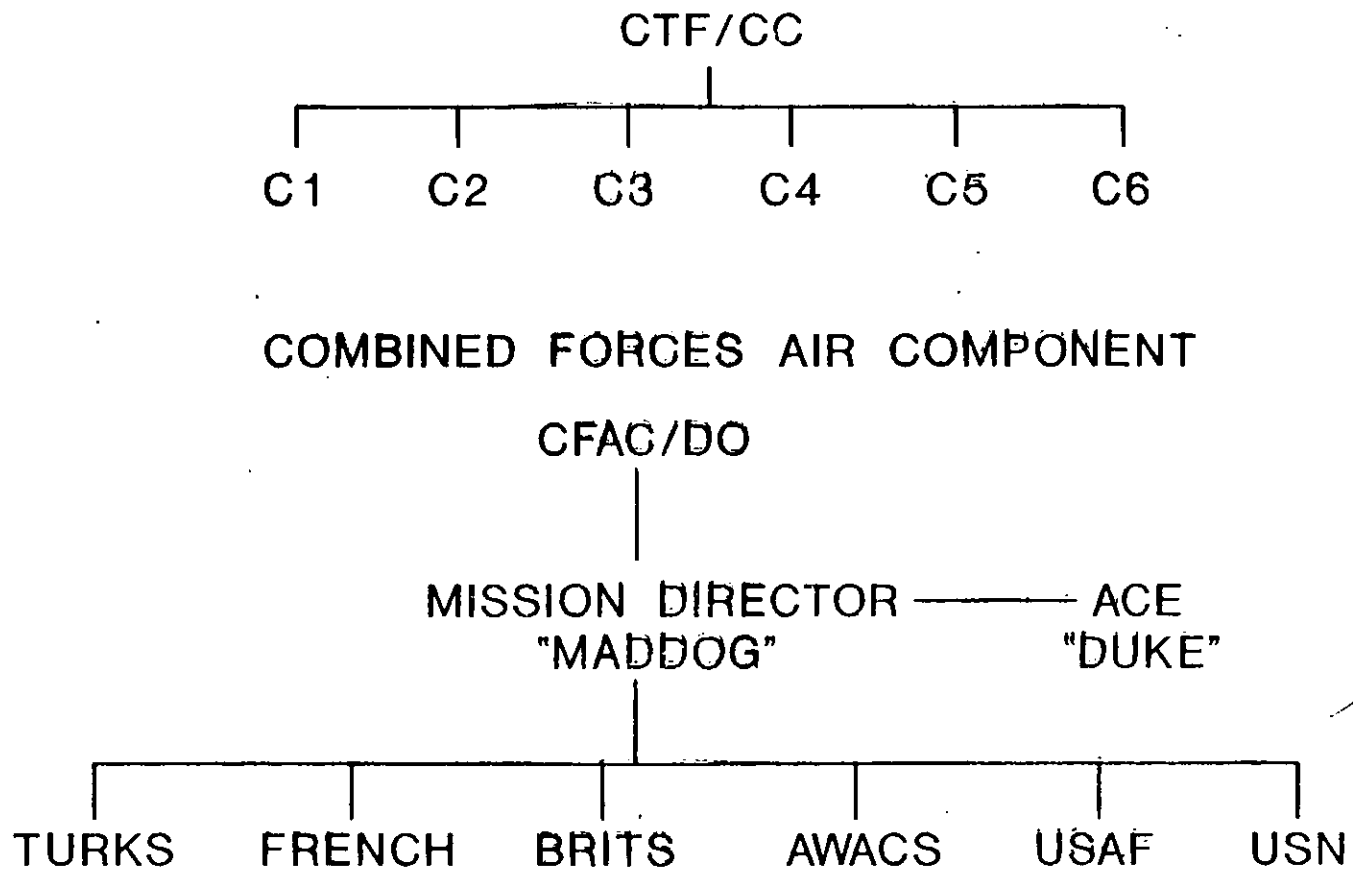 CTF/CC
C1 C2 C3 C4 C5 C6
COMBINED FORCES AIR COMPONENT
CFAC/DO
MISSION DIRECTOR ACE
"MADDOG" "DUKE"
TURKS FRENCH BRITS AWACS USAF USN